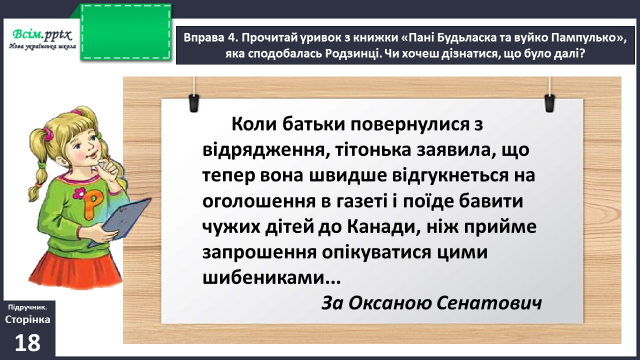 Всім.pptx
Нова українська школа
Вправа 4. Прочитай уривок з книжки «Пані Будьласка та вуйко Пампулько»,
яка сподобалась Родзинці. Чи хочеш дізнатися, що було далі?
Коли батьки повернулися з
відрядження, тітонька заявила, що
тепер вона швидше відгукнеться на
оголошення в газеті і поїде бавити
чужих дітей до Канади, ніж прийме
запрошення опікуватися цими
шибениками...
За Оксаною Сенатович
Р
Підручник.
Сторінка
18